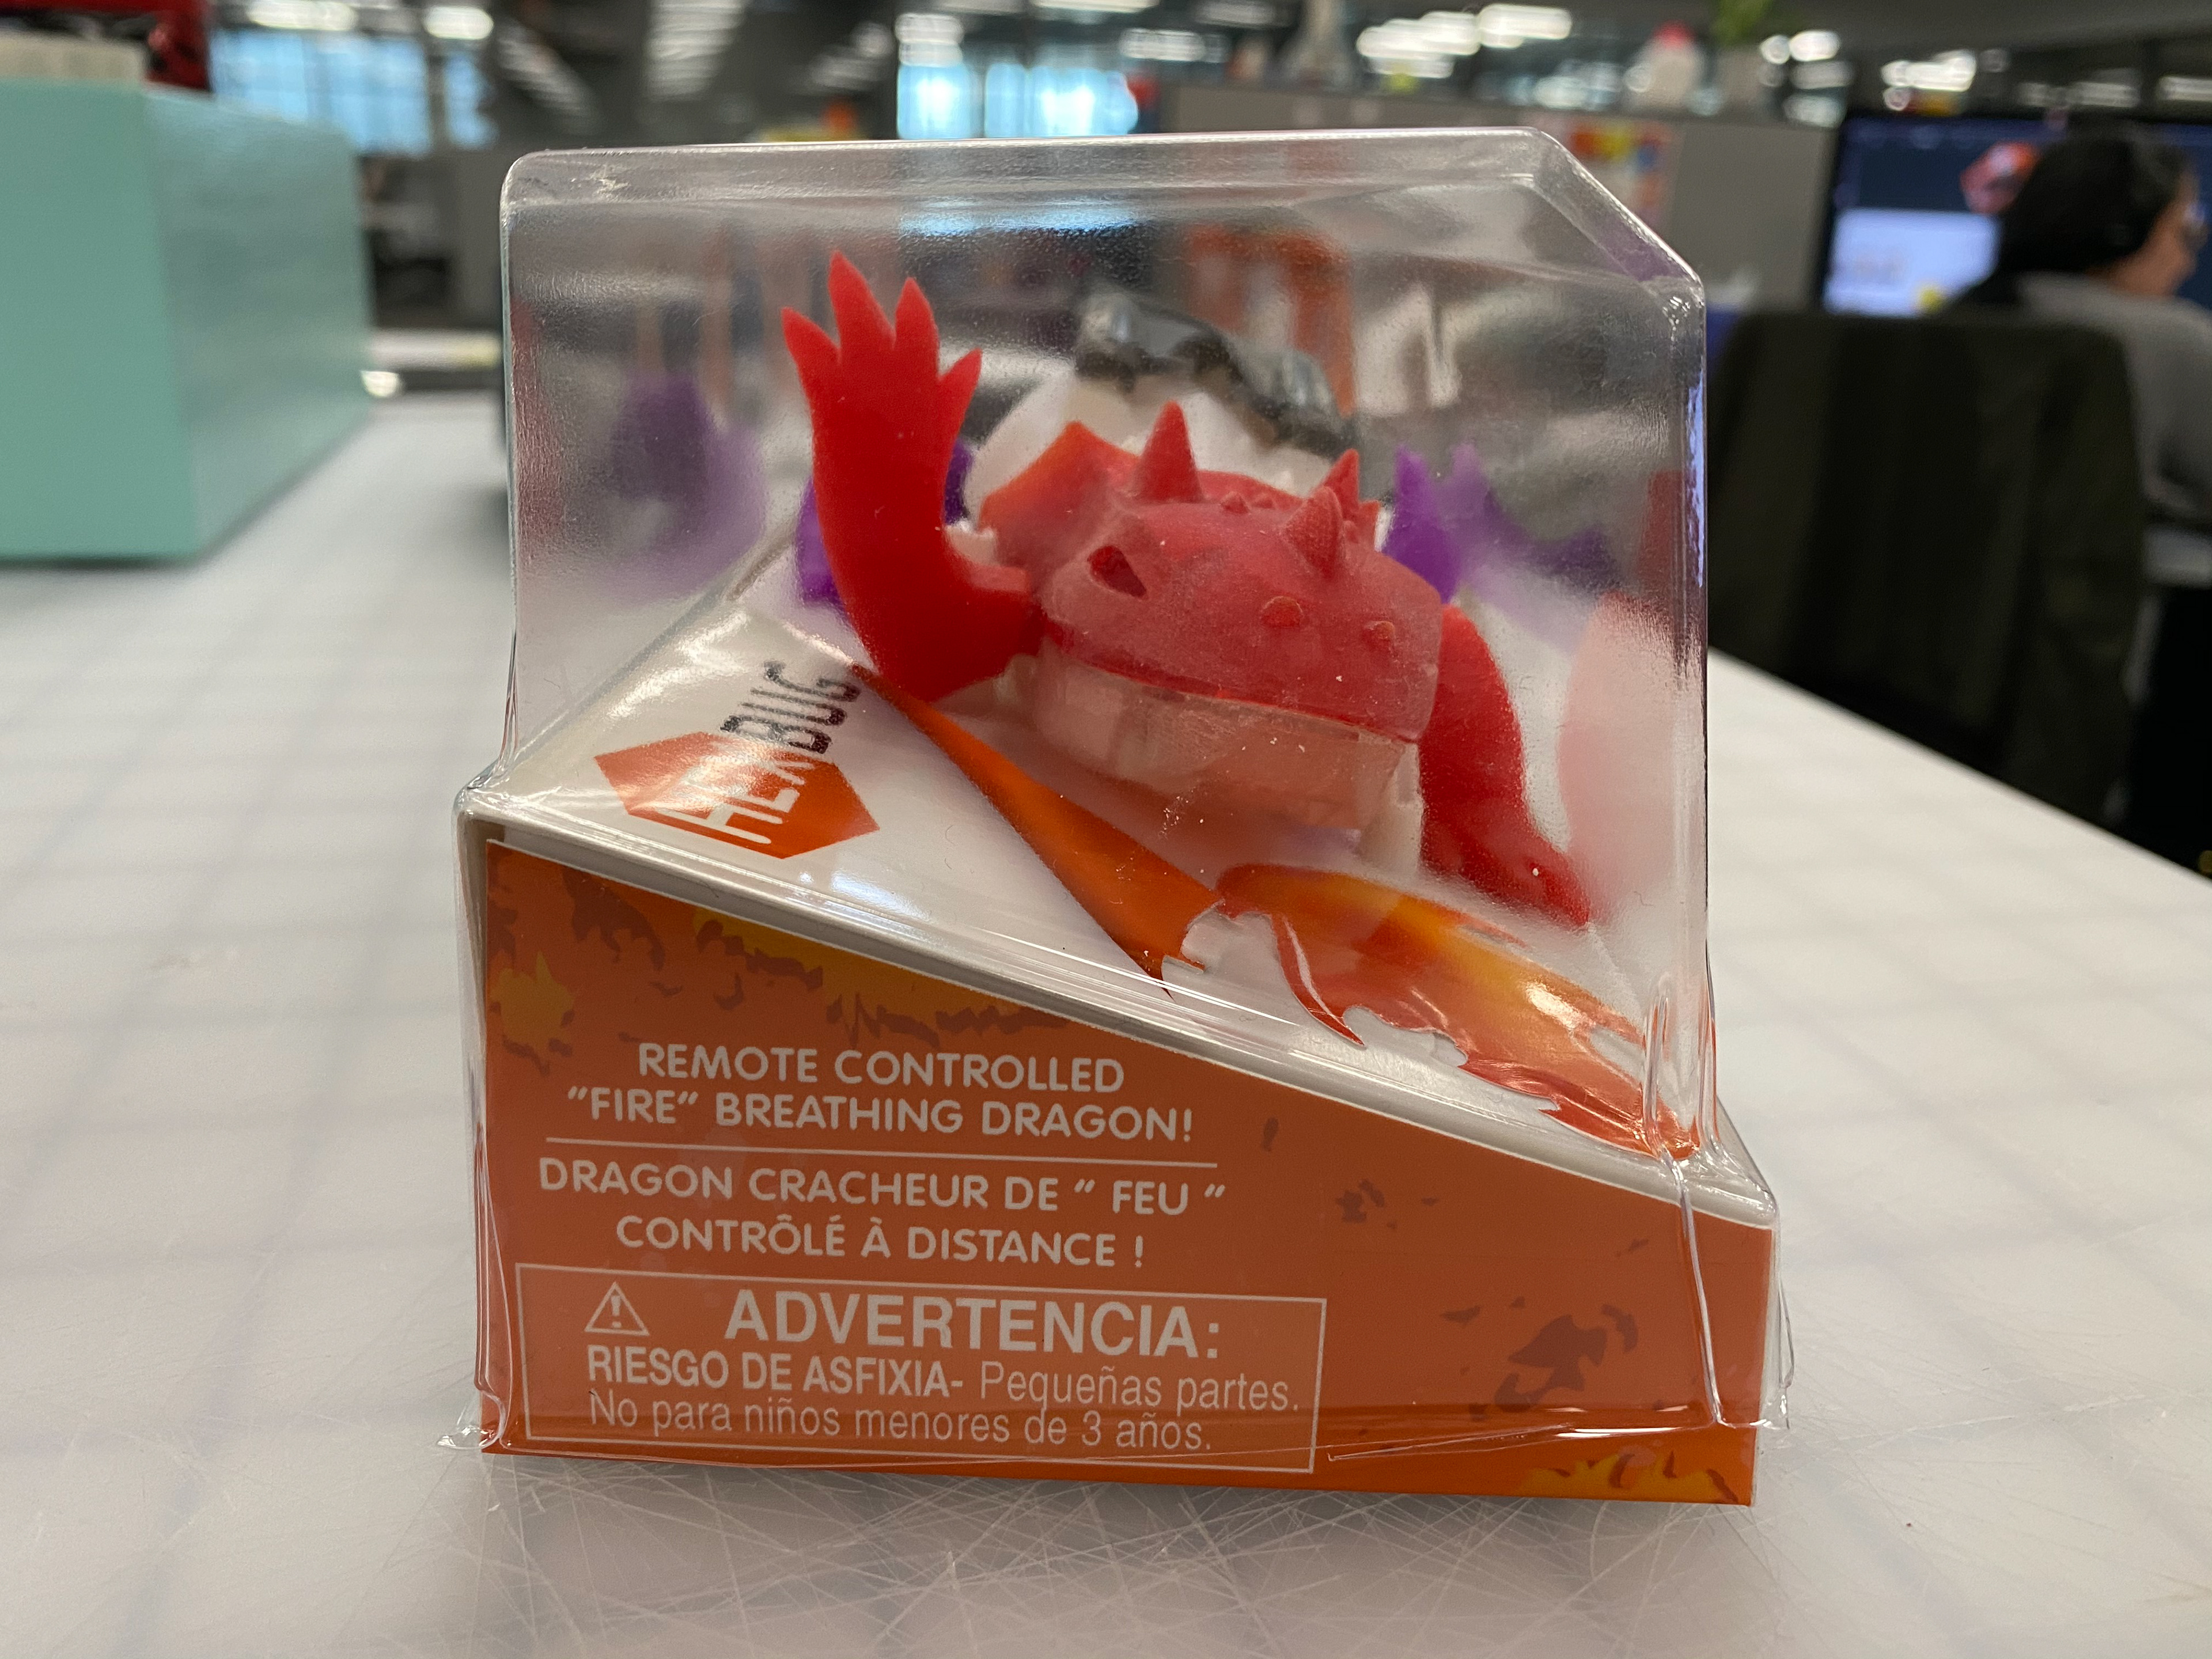 HEXBUG
REMOTE CONTROLLED
"FIRE" BREATHING DRAGON!
DRAGON CRACHEUR DE " FEU "
CONTRÔLÉ À DISTANCE !
ADVERTENCIA:
RIESGO DE ASFIXIA- Pequeñas partes.
No para niños menores de 3 años.